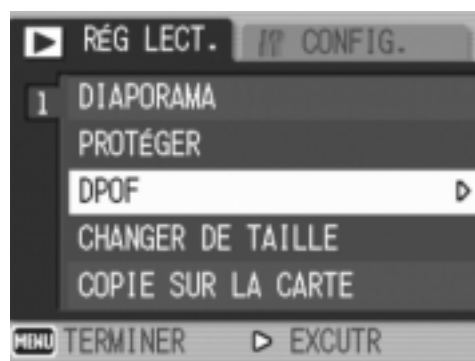 RÉG LECT. CONFIG.
1 DIAPORAMA
PROTÉGER
DPOF
CHANGER DE TAILLE
COPIE SUR LA CARTE
MENU TERMINER EXCUTR